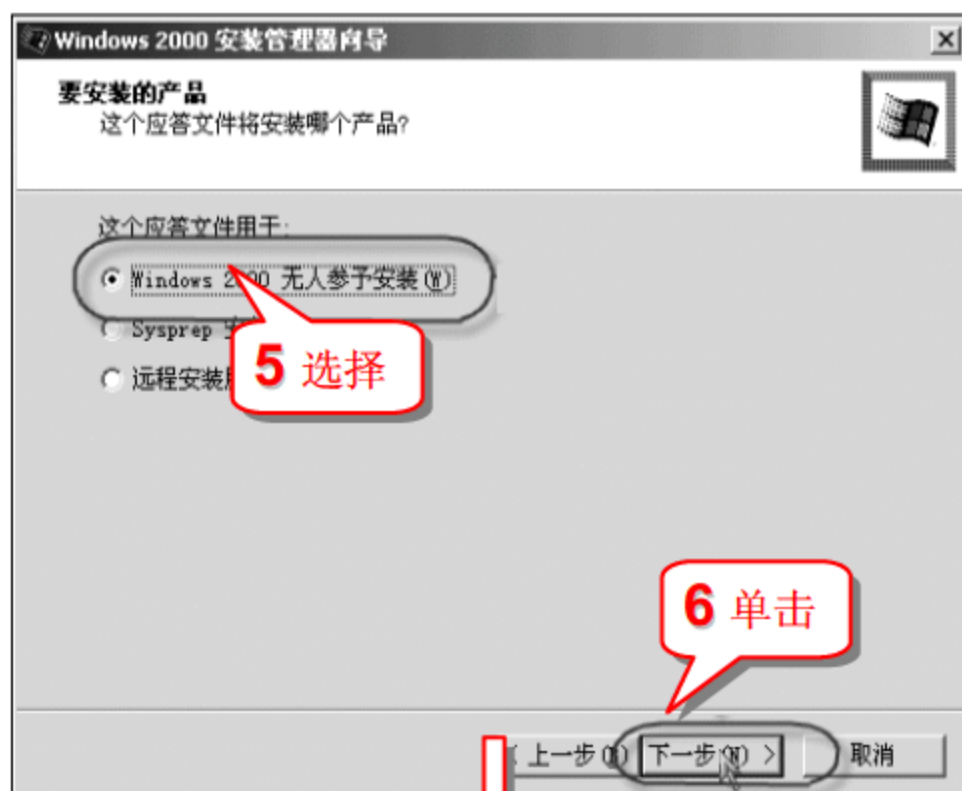 Windows 2000 安装管理器向导
要安装的产品
这个应答文件将安装哪个产品?
这个应答文件用于:
Windows 2000 无人参予安装(W)
Sysprep
5 选择
远程安装
6 单击
上一步(B)
下一步(N) >
取消